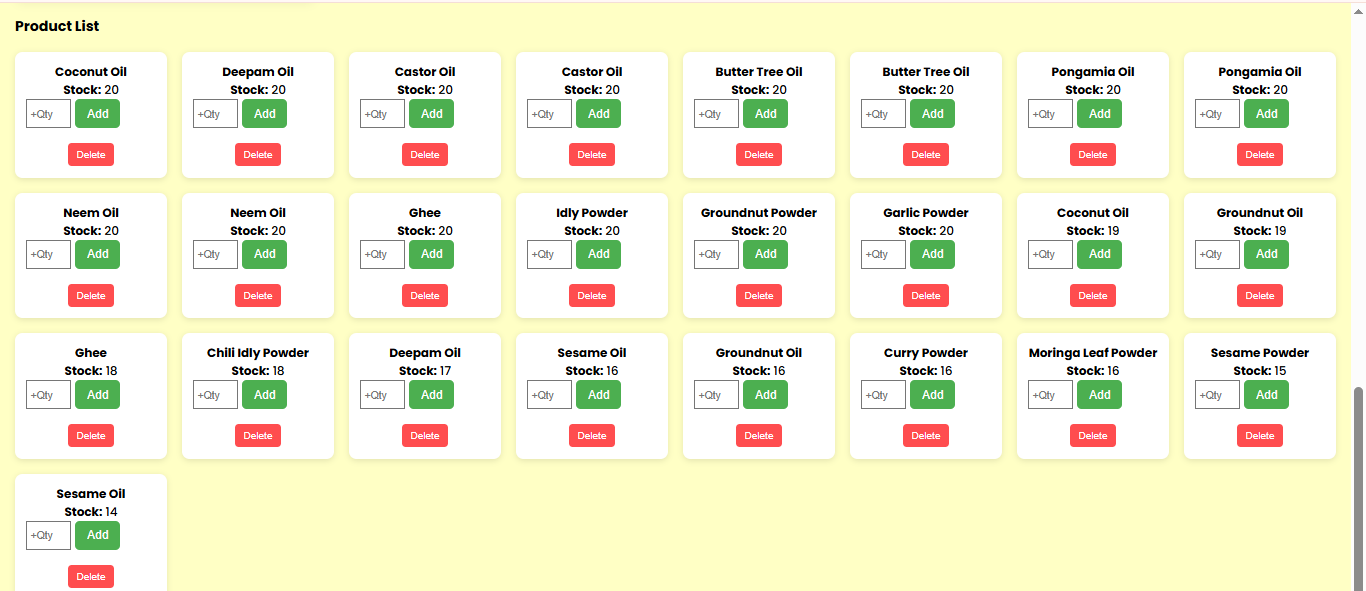 Product List
Coconut Oil Deepam Oil Castor Oil Castor Oil Butter Tree Oil Butter Tree Oil Pongamia Oil Pongamia Oil
Stock: 20 Stock: 20 Stock: 20 Stock: 20 Stock: 20 Stock: 20 Stock: 20 Stock: 20
+Qty Add +Qty Add +Qty Add +Qty Add +Qty Add +Qty Add +Qty Add +Qty Add
Delete Delete Delete Delete Delete Delete Delete Delete
Neem Oil Neem Oil Ghee Idly Powder Groundnut Powder Garlic Powder Coconut Oil Groundnut Oil
Stock: 20 Stock: 20 Stock: 20 Stock: 20 Stock: 20 Stock: 20 Stock: 19 Stock: 19
+Qty Add +Qty Add +Qty Add +Qty Add +Qty Add +Qty Add +Qty Add +Qty Add
Delete Delete Delete Delete Delete Delete Delete Delete
Ghee Chili Idly Powder Deepam Oil Sesame Oil Groundnut Oil Curry Powder Moringa Leaf Powder Sesame Powder
Stock: 18 Stock: 18 Stock: 17 Stock: 16 Stock: 16 Stock: 16 Stock: 16 Stock: 15
+Qty Add +Qty Add +Qty Add +Qty Add +Qty Add +Qty Add +Qty Add +Qty Add
Delete Delete Delete Delete Delete Delete Delete Delete
Sesame Oil
Stock: 14
+Qty Add
Delete